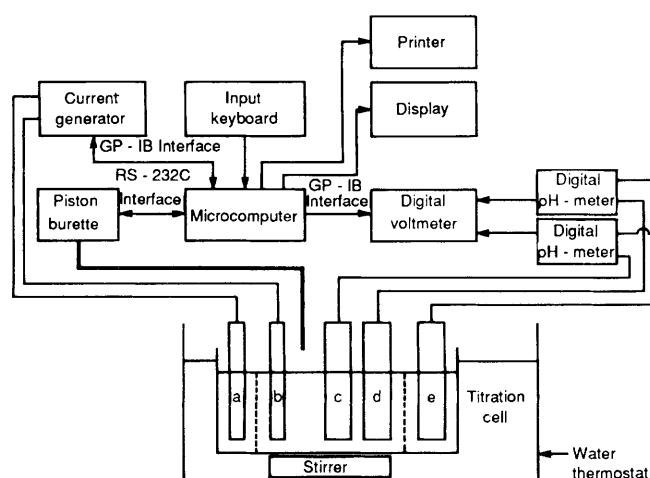 Printer
Current
generator
Input
keyboard
Display
GP - IB Interface
RS - 232C
Interface
GP - IB
Interface
Piston
burette
Microcomputer
Digital
voltmeter
Digital
pH - meter
Digital
pH - meter
a
b
c
d
e
Titration
cell
Stirrer
Water
thermostat